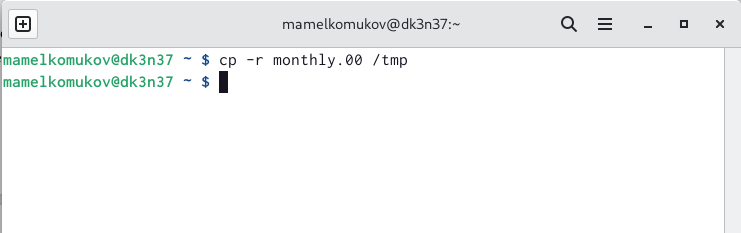 mamelkomukov@dk3n37:~
mamelkomukov@dk3n37 ~ $ cp -r monthly.00 /tmp
mamelkomukov@dk3n37 ~ $